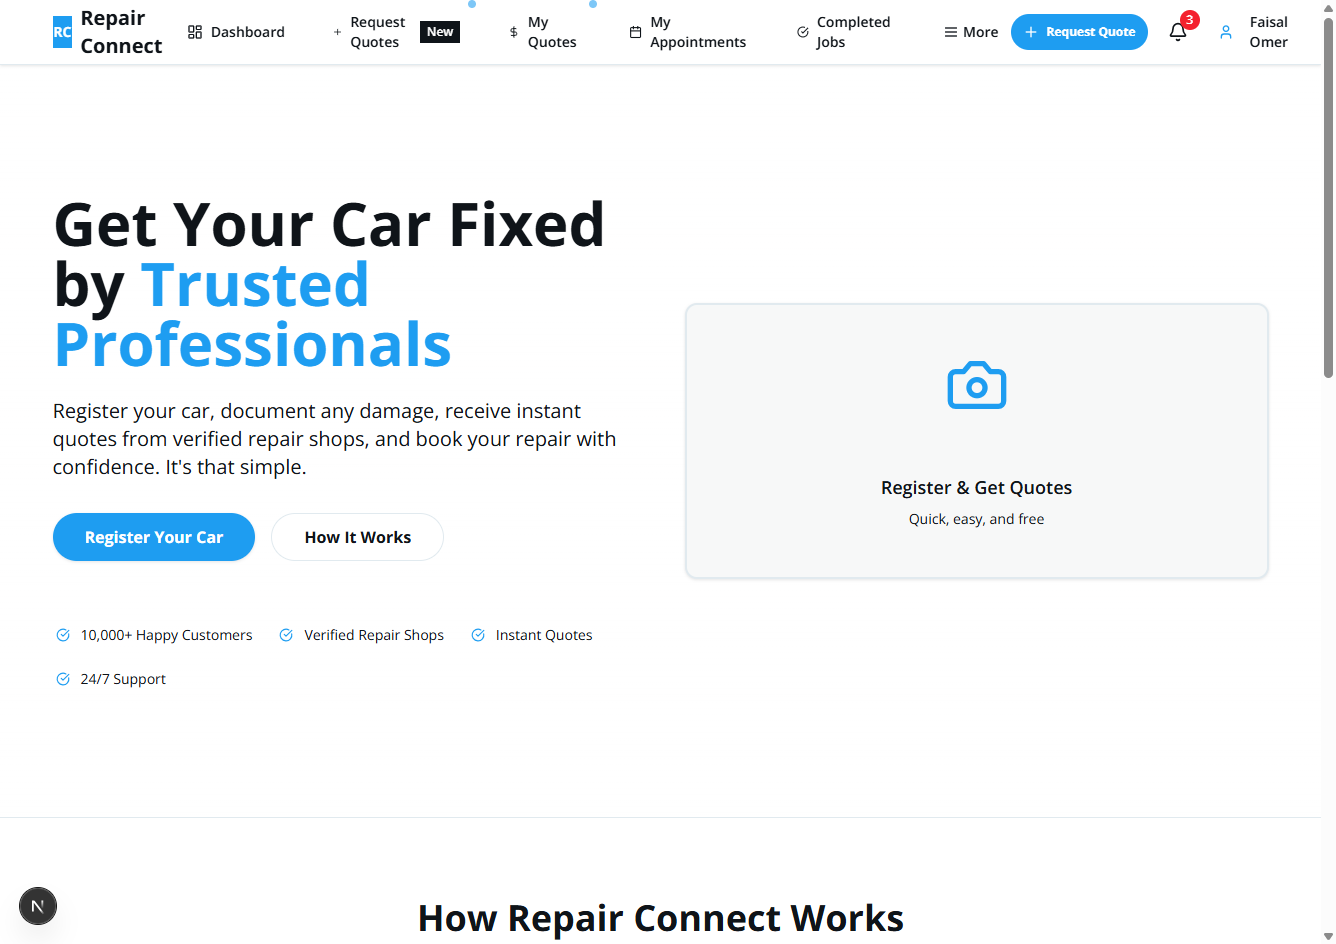 RC
Repair
Connect
Dashboard
Request
Quotes
New
My
Quotes
My
Appointments
Completed
Jobs
More
Request Quote
3
Faisal
Omer
Get Your Car Fixed
by Trusted
Professionals
Register your car, document any damage, receive instant
quotes from verified repair shops, and book your repair with
confidence. It's that simple.
Register Your Car
How It Works
10,000+ Happy Customers
Verified Repair Shops
Instant Quotes
24/7 Support
Register & Get Quotes
Quick, easy, and free
N
How Repair Connect Works